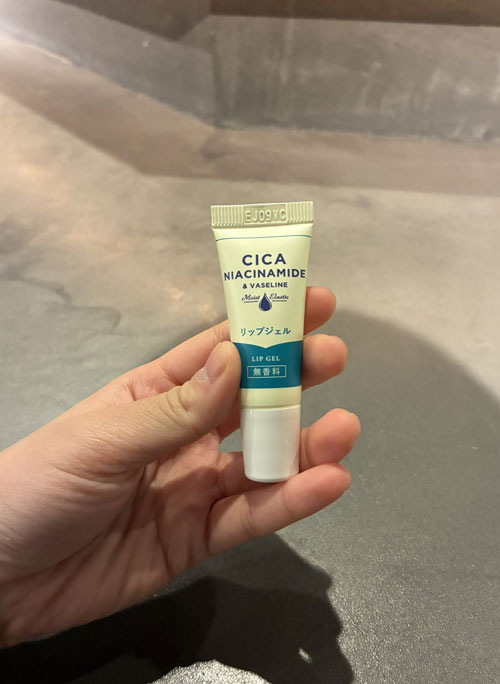 EJ09YC
CICA
NIACINAMIDE
& VASELINE
Moist Elastic
リップジェル
LIP GEL
無香料